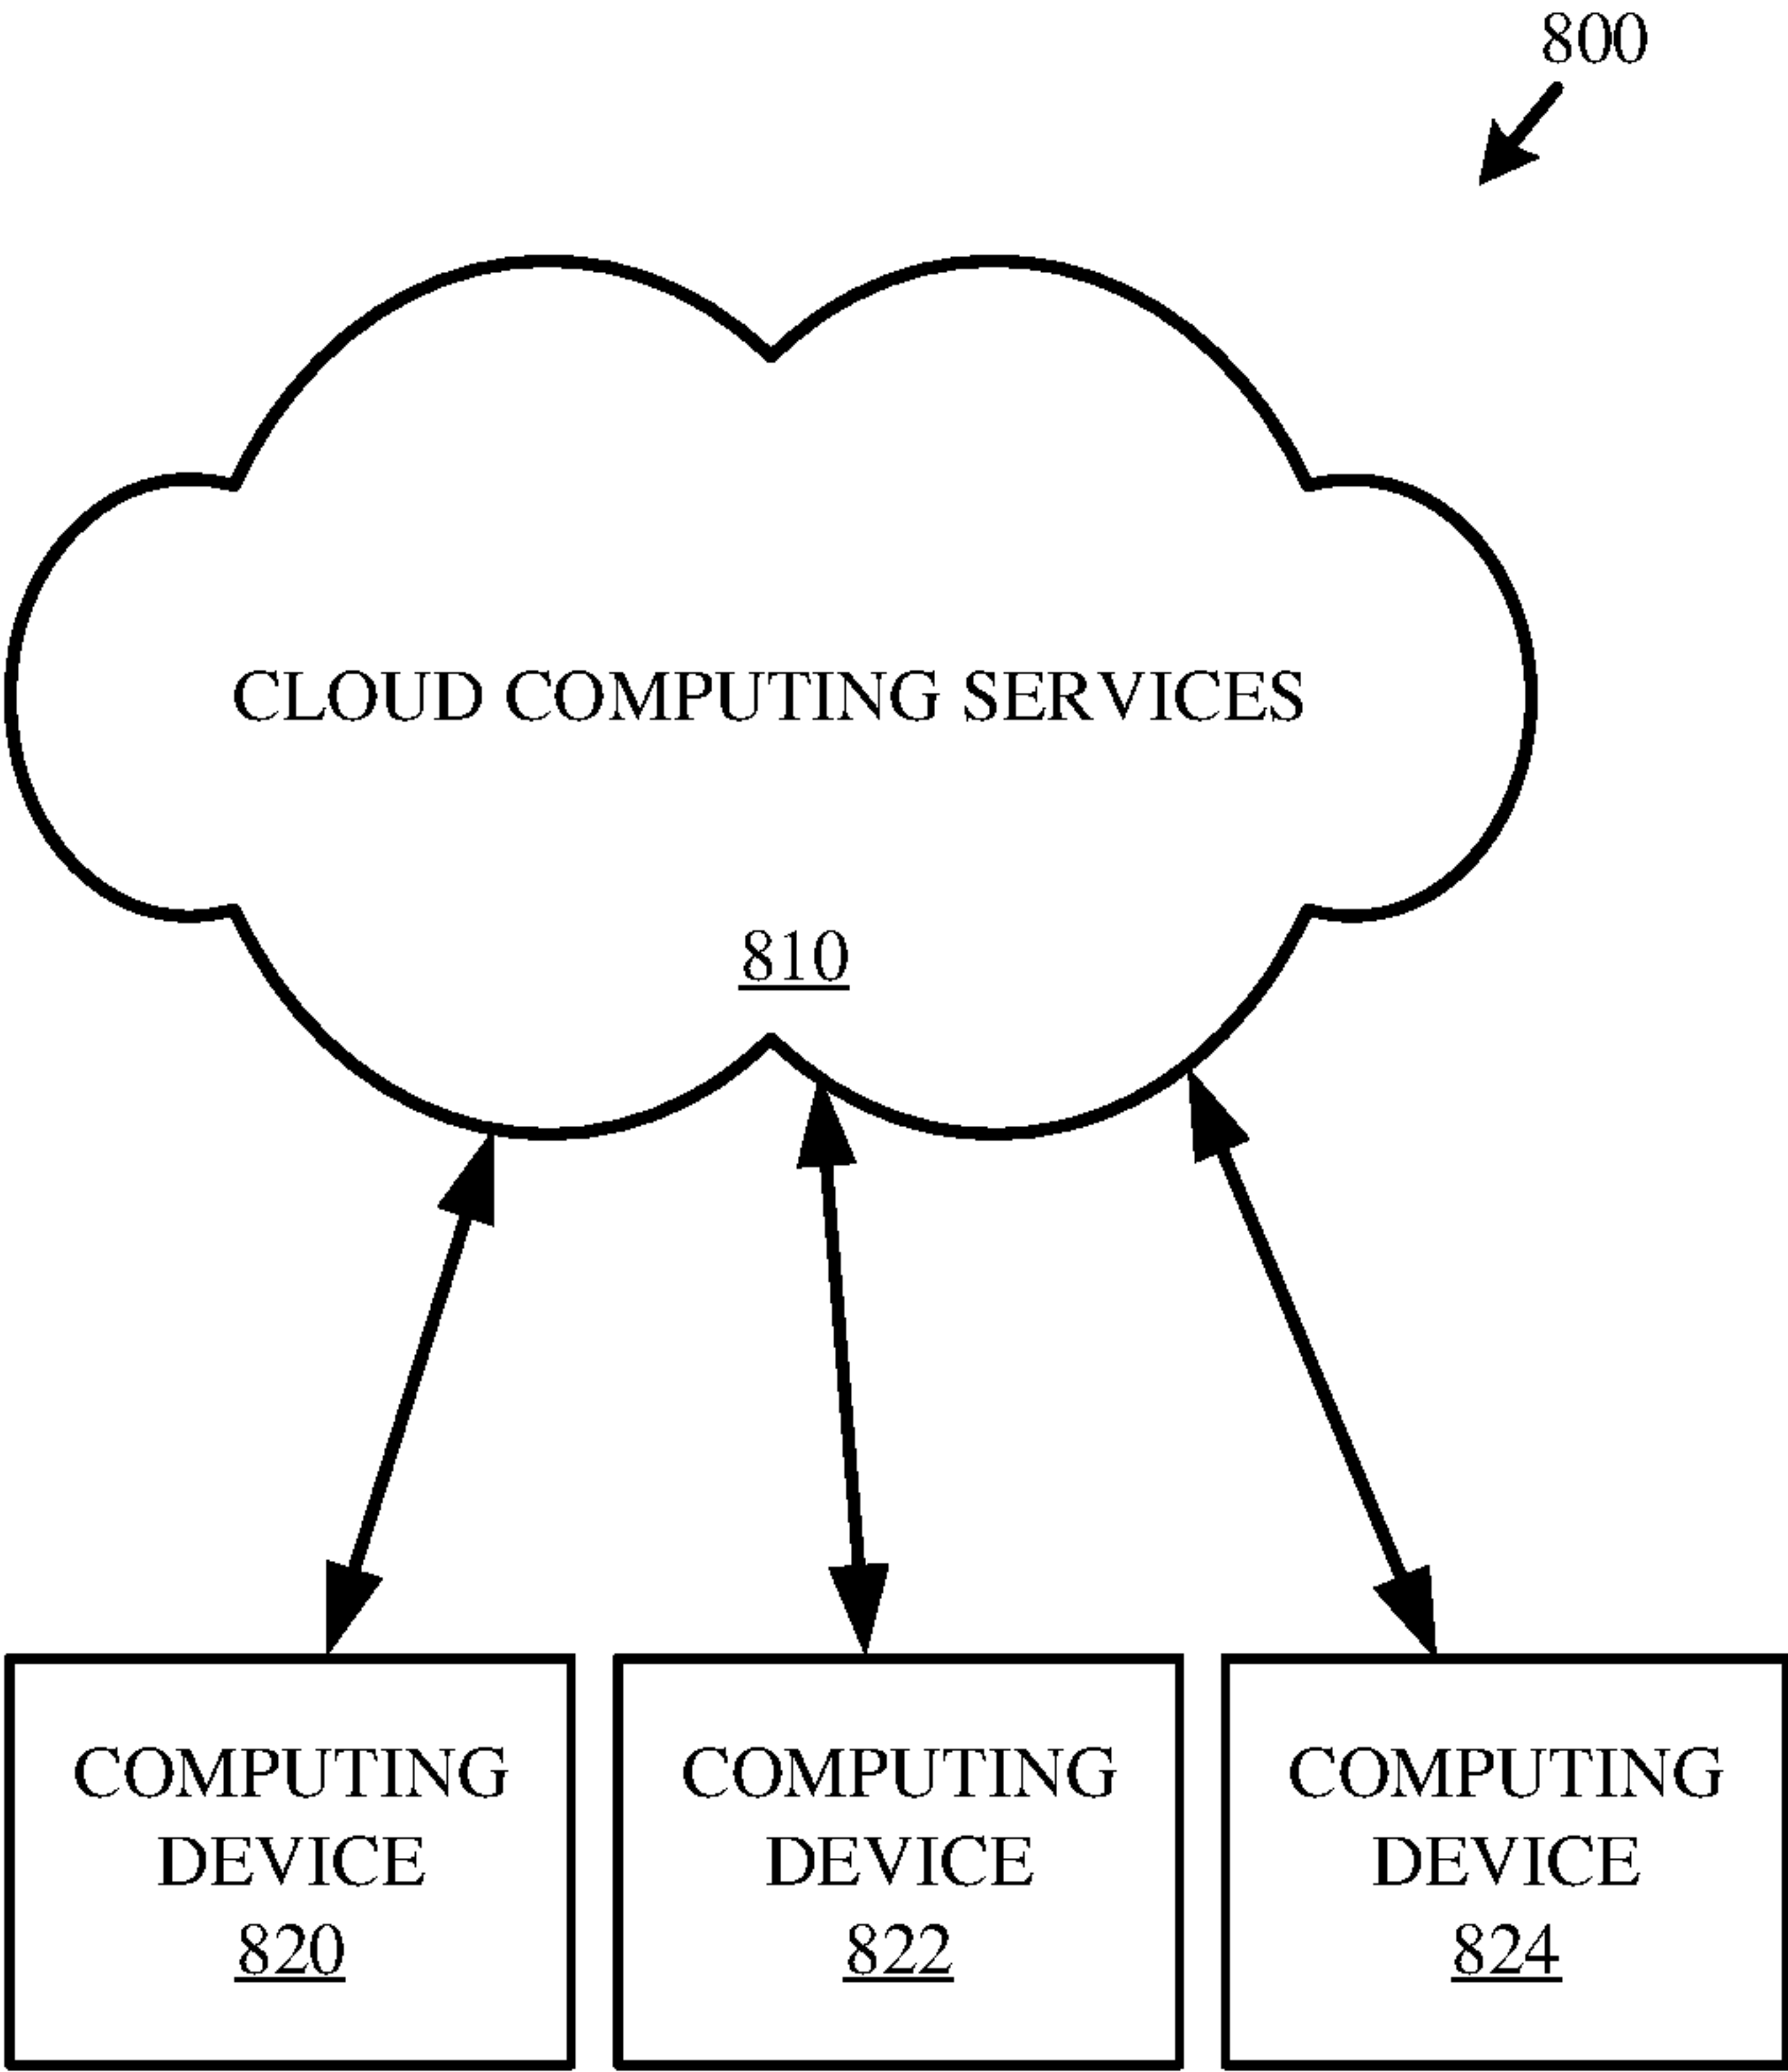 800
CLOUD COMPUTING SERVICES
810
COMPUTING
DEVICE
820
COMPUTING
DEVICE
822
COMPUTING
DEVICE
824